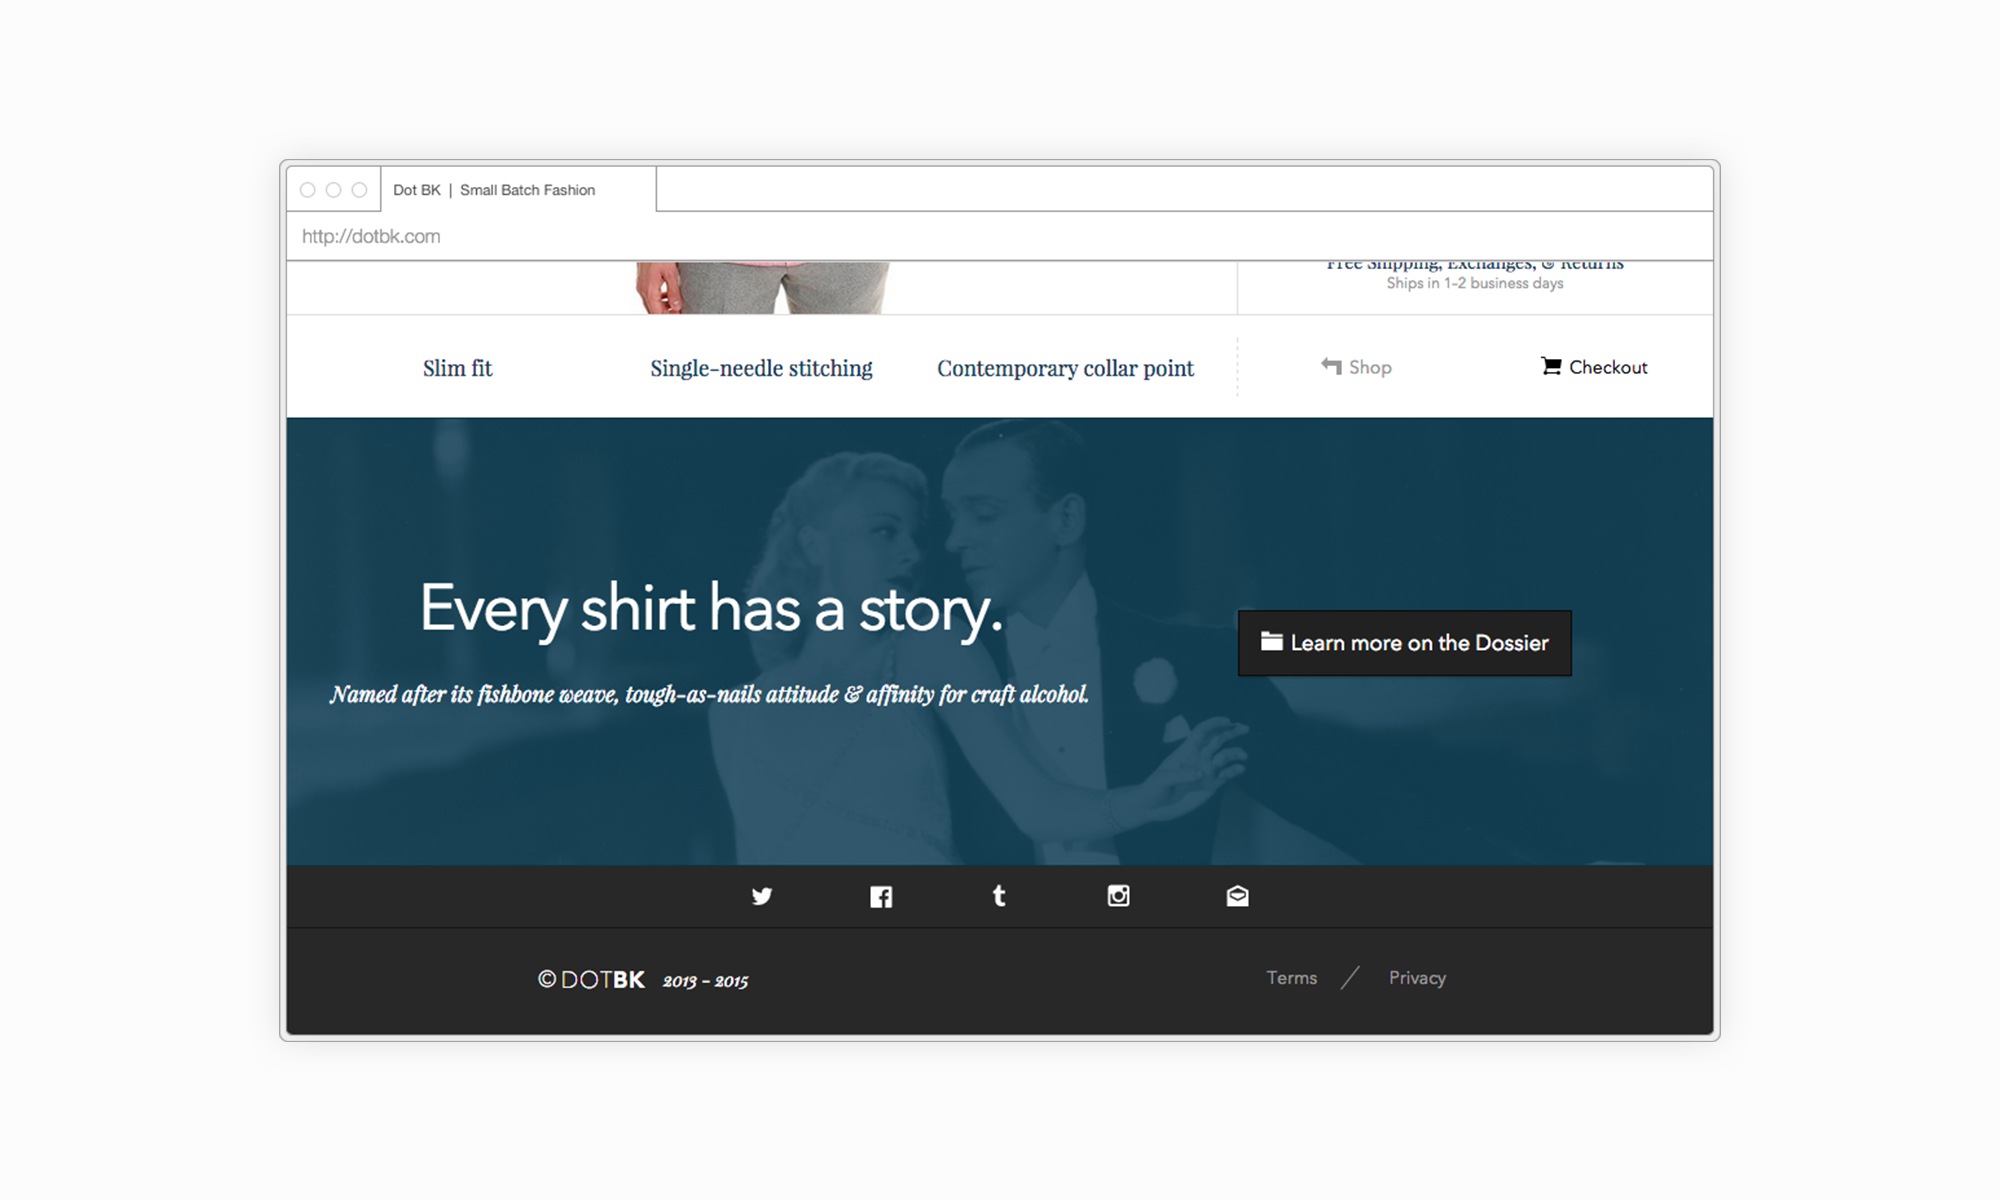 Dot BK | Small Batch Fashion
http://dotbk.com
Free Shipping, Exchanges, & Returns
Ships in 1-2 business days
Slim fit
Single-needle stitching
Contemporary collar point
Shop
Checkout
Every shirt has a story.
Named after its fishbone weave, tough-as-nails attitude & affinity for craft alcohol.
Learn more on the Dossier
© DOTBK 2013 – 2015
Terms / Privacy